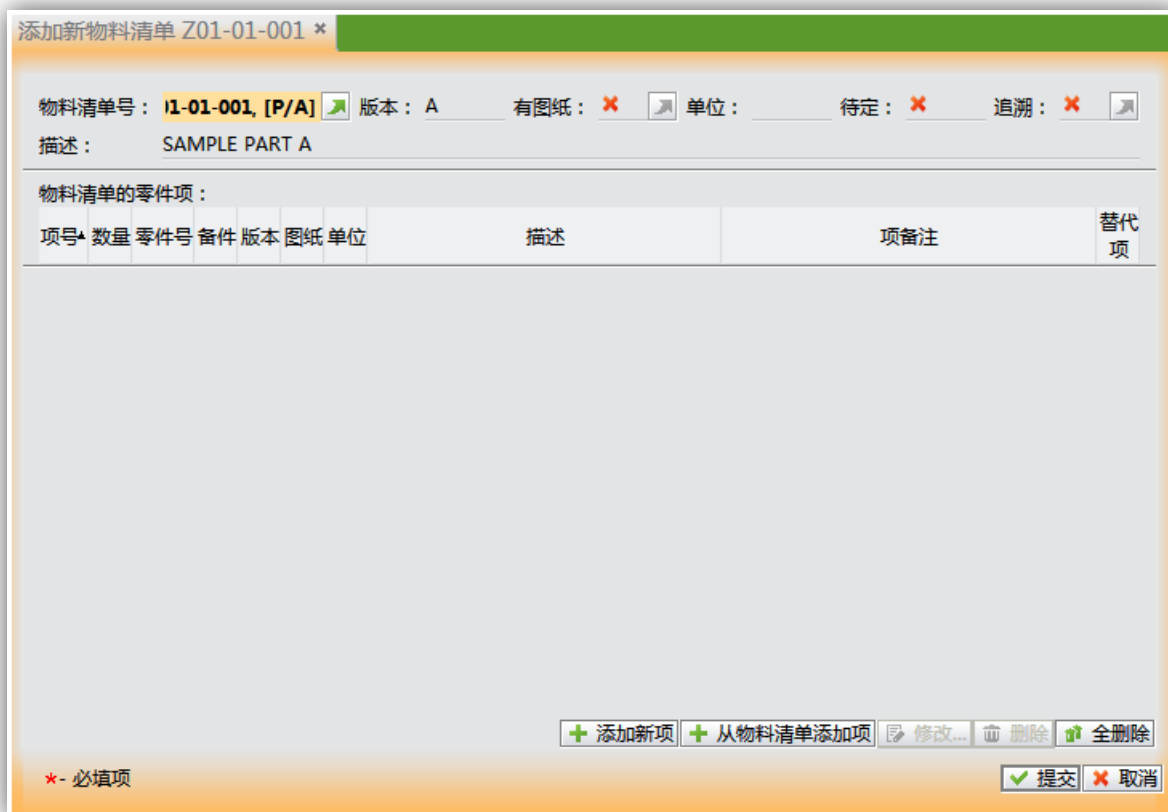 添加新物料清单 Z01-01-001 ×
物料清单号： 01-01-001, [P/A] 版本： A 有图纸： 单位： 待定： 追溯：
描述： SAMPLE PART A
物料清单的零件项：
项号 数量 零件号 备件 版本 图纸 单位 描述 项备注 替代项
添加新项 从物料清单添加项 修改... 删除 全删除
*- 必填项 提交 取消